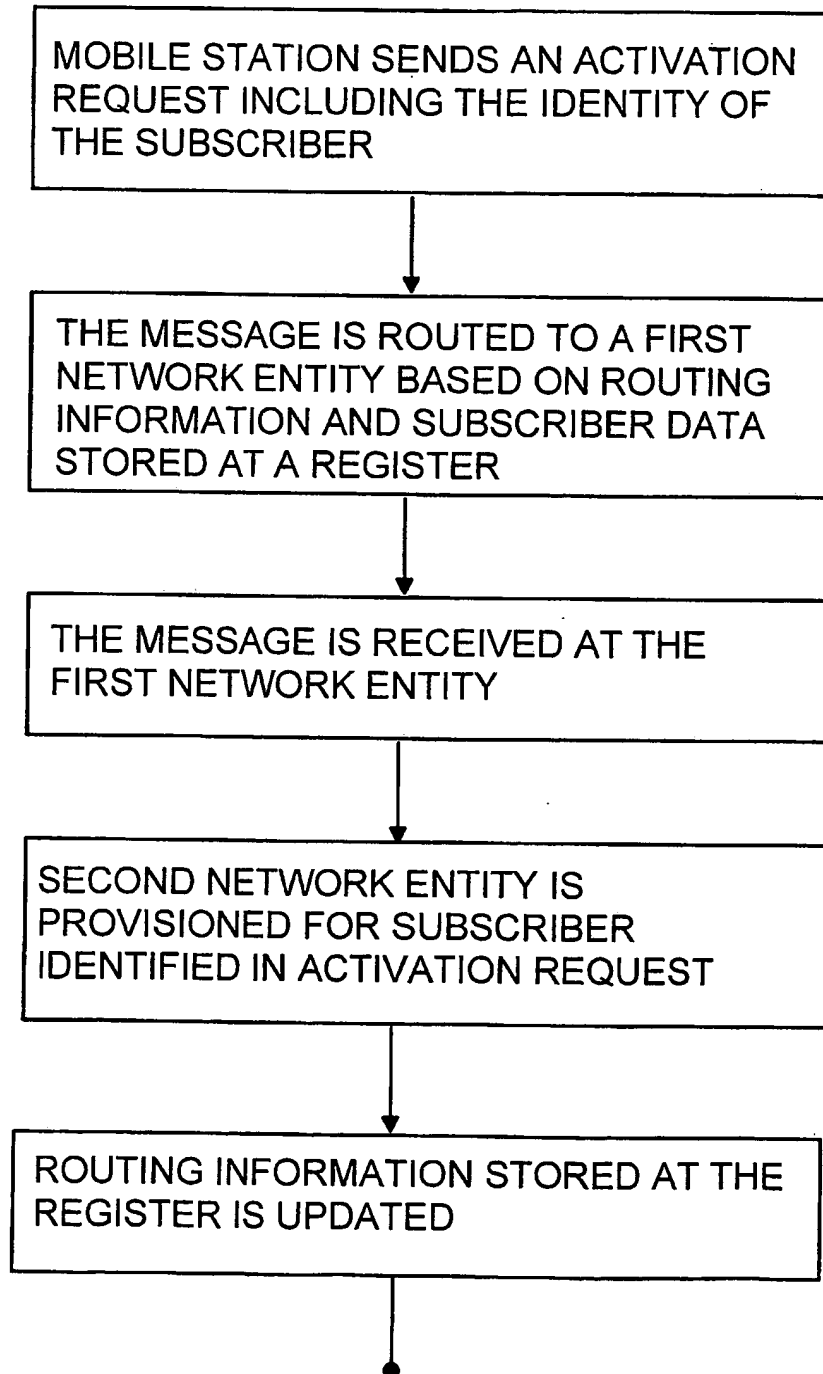 MOBILE STATION SENDS AN ACTIVATION
REQUEST INCLUDING THE IDENTITY OF
THE SUBSCRIBER
THE MESSAGE IS ROUTED TO A FIRST
NETWORK ENTITY BASED ON ROUTING
INFORMATION AND SUBSCRIBER DATA
STORED AT A REGISTER
THE MESSAGE IS RECEIVED AT THE
FIRST NETWORK ENTITY
SECOND NETWORK ENTITY IS
PROVISIONED FOR SUBSCRIBER
IDENTIFIED IN ACTIVATION REQUEST
ROUTING INFORMATION STORED AT THE
REGISTER IS UPDATED